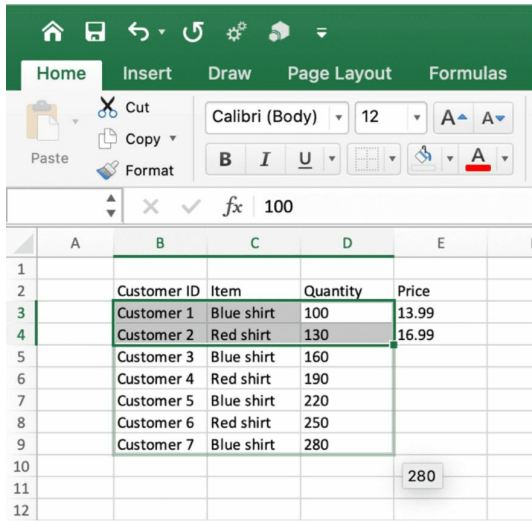 Home Insert Draw Page Layout Formulas
Cut
Copy
Paste
Format
Calibri (Body) 12 A A
B I U A
fx 100
A B C D E
1
2 Customer ID Item Quantity Price
3 Customer 1 Blue shirt 100 13.99
4 Customer 2 Red shirt 130 16.99
5 Customer 3 Blue shirt 160
6 Customer 4 Red shirt 190
7 Customer 5 Blue shirt 220
8 Customer 6 Red shirt 250
9 Customer 7 Blue shirt 280
10
280
11
12